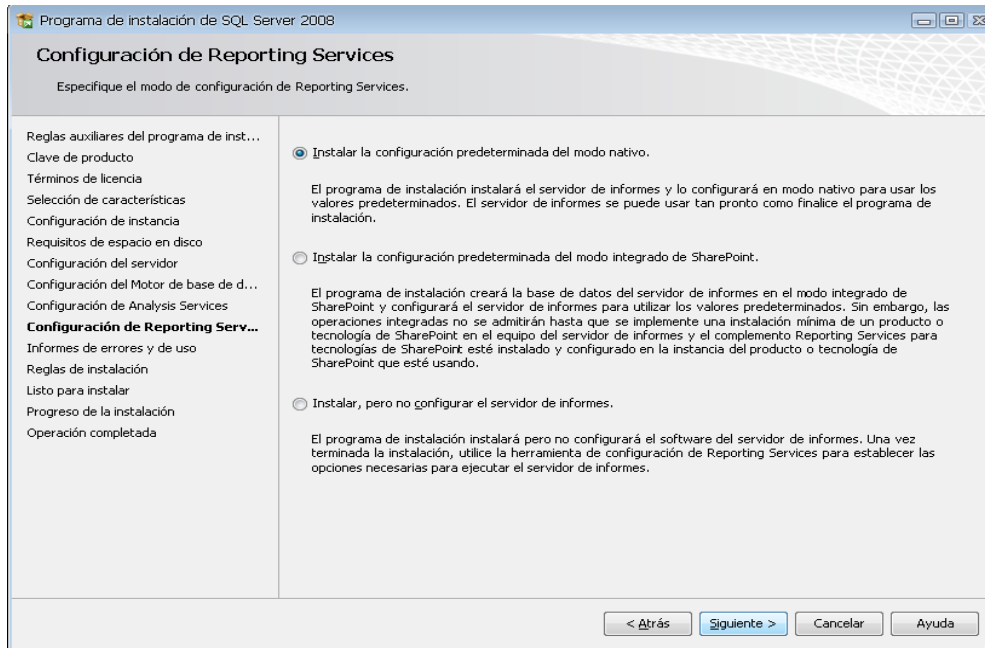 Programa de instalación de SQL Server 2008
Configuración de Reporting Services
Especifique el modo de configuración de Reporting Services.
Reglas auxiliares del programa de inst...
Clave de producto
Términos de licencia
Selección de características
Configuración de instancia
Requisitos de espacio en disco
Configuración del servidor
Configuración del Motor de base de d...
Configuración de Analysis Services
Configuración de Reporting Serv...
Informes de errores y de uso
Reglas de instalación
Listo para instalar
Progreso de la instalación
Operación completada
Instalar la configuración predeterminada del modo nativo.
El programa de instalación instalará el servidor de informes y lo configurará en modo nativo para usar los
valores predeterminados. El servidor de informes se puede usar tan pronto como finalice el programa de
instalación.
Instalar la configuración predeterminada del modo integrado de SharePoint.
El programa de instalación creará la base de datos del servidor de informes en el modo integrado de
SharePoint y configurará el servidor de informes para utilizar los valores predeterminados. Sin embargo, las
operaciones integradas no se admitirán hasta que se implemente una instalación mínima de un producto o
tecnología de SharePoint en el equipo del servidor de informes y el complemento Reporting Services para
tecnologías de SharePoint esté instalado y configurado en la instancia del producto o tecnología de
SharePoint que esté usando.
Instalar, pero no configurar el servidor de informes.
El programa de instalación instalará pero no configurará el software del servidor de informes. Una vez
terminada la instalación, utilice la herramienta de configuración de Reporting Services para establecer las
opciones necesarias para ejecutar el servidor de informes.
< Atrás
Siguiente >
Cancelar
Ayuda